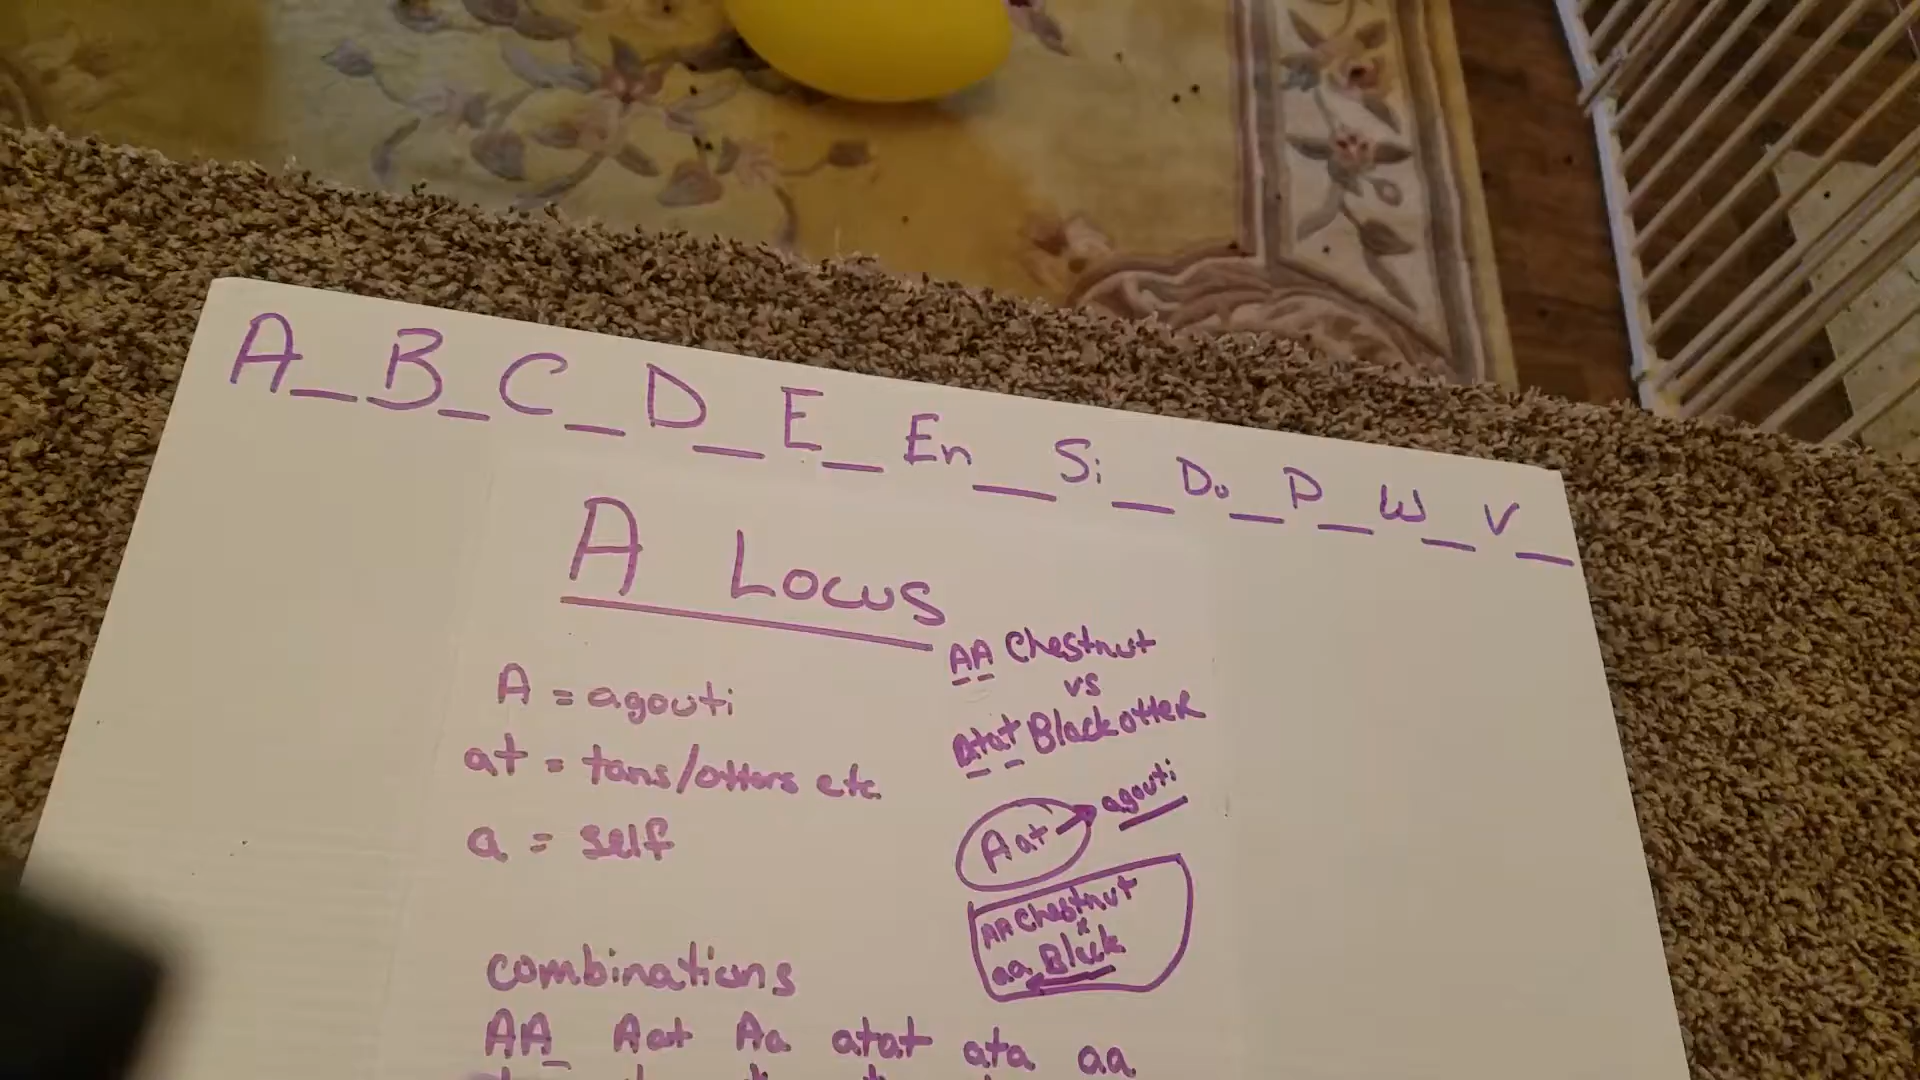 A_B_C_D_E_En_Si_Du_P_W_V_
A Locus
A = agouti
at = tans/otters etc.
a = self
AA Chestnut
vs
atat Black otter
Aat → agouti
AA Chestnut
x
aa Black
combinations
AA Aat Aa atat ata aa